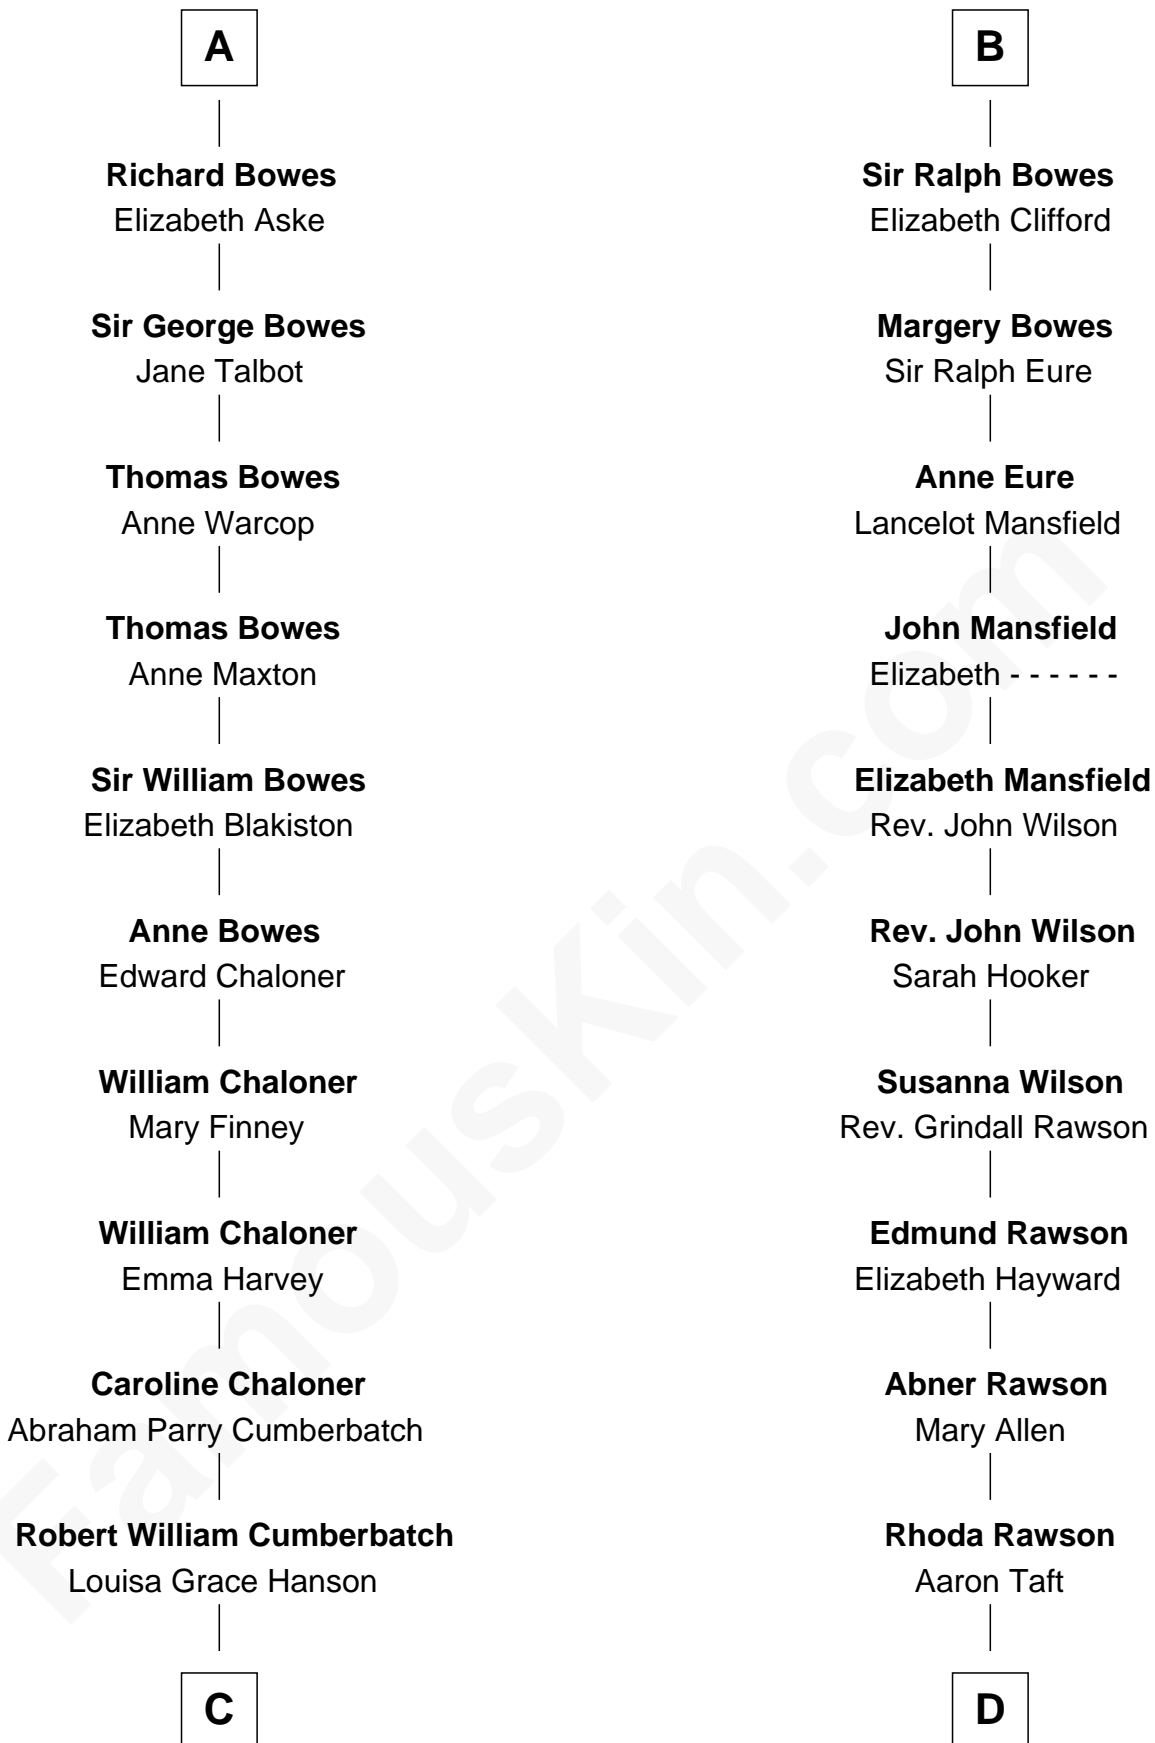 A
Richard Bowes
Elizabeth Aske
Sir George Bowes
Jane Talbot
Thomas Bowes
Anne Warcop
Thomas Bowes
Anne Maxton
Sir William Bowes
Elizabeth Blakiston
Anne Bowes
Edward Chaloner
William Chaloner
Mary Finney
William Chaloner
Emma Harvey
Caroline Chaloner
Abraham Parry Cumberbatch
Robert William Cumberbatch
Louisa Grace Hanson
C
B
Sir Ralph Bowes
Elizabeth Clifford
Margery Bowes
Sir Ralph Eure
Anne Eure
Lancelot Mansfield
John Mansfield
Elizabeth - - - - - -
Elizabeth Mansfield
Rev. John Wilson
Rev. John Wilson
Sarah Hooker
Susanna Wilson
Rev. Grindall Rawson
Edmund Rawson
Elizabeth Hayward
Abner Rawson
Mary Allen
Rhoda Rawson
Aaron Taft
D
FamousKin.com